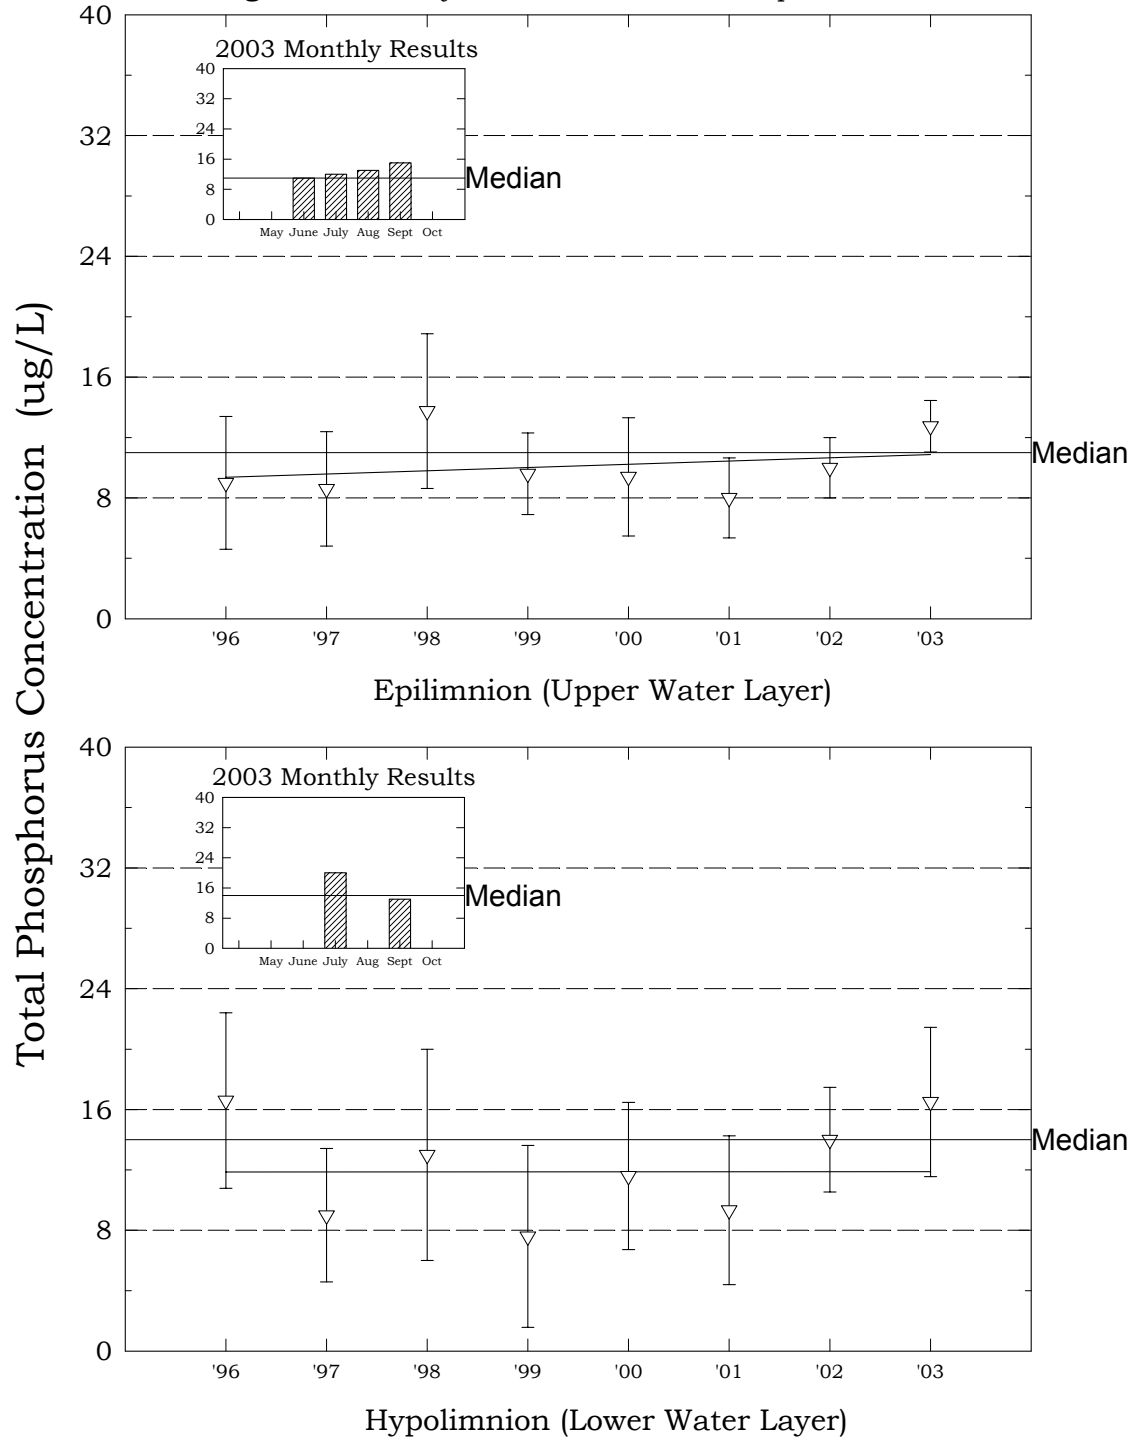 40
2003 Monthly Results
40
32
24
16
8
0
Median
May June July Aug Sept Oct
32
24
16
8
0
Median
'96 '97 '98 '99 '00 '01 '02 '03
Epilimnion (Upper Water Layer)
Total Phosphorus Concentration (ug/L)
40
2003 Monthly Results
40
32
24
16
8
0
Median
May June July Aug Sept Oct
32
24
16
8
0
Median
'96 '97 '98 '99 '00 '01 '02 '03
Hypolimnion (Lower Water Layer)